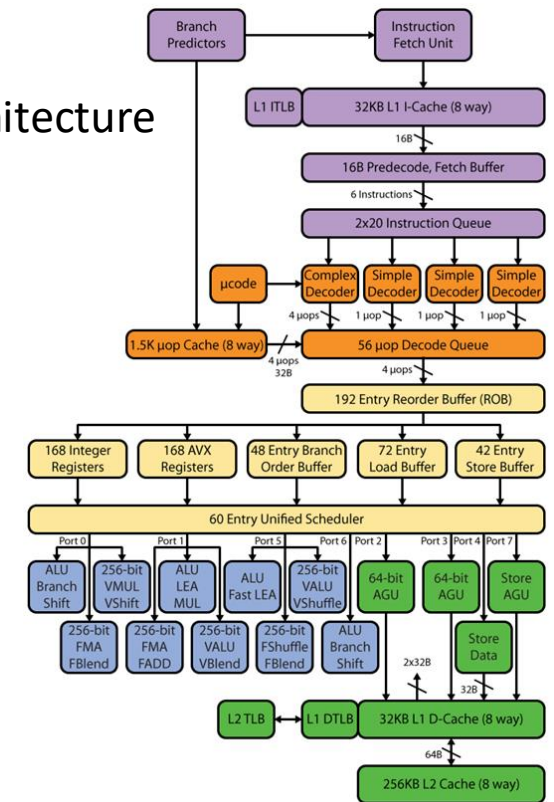 Branch
Predictors
Instruction
Fetch Unit
hitecture
L1 ITLB
32KB L1 I-Cache (8 way)
16B
16B Predecode, Fetch Buffer
6 Instructions
2x20 Instruction Queue
µcode
Complex
Decoder
Simple
Decoder
Simple
Decoder
Simple
Decoder
4 µops
1 µop
1 µop
1 µop
1.5K µop Cache (8 way)
4 µops
32B
56 µop Decode Queue
4 µops
192 Entry Reorder Buffer (ROB)
168 Integer
Registers
168 AVX
Registers
48 Entry Branch
Order Buffer
72 Entry
Load Buffer
42 Entry
Store Buffer
60 Entry Unified Scheduler
Port 0
Port 1
Port 5
Port 6
Port 2
Port 3
Port 4
Port 7
ALU
Branch
Shift
256-bit
VMUL
VShift
ALU
LEA
MUL
ALU
Fast LEA
256-bit
VALU
VShuffle
64-bit
AGU
64-bit
AGU
Store
AGU
256-bit
FMA
FBlend
256-bit
FMA
FADD
256-bit
VALU
VBlend
256-bit
FShuffle
FBlend
ALU
Branch
Shift
Store
Data
2x32B
32B
L2 TLB
L1 DTLB
32KB L1 D-Cache (8 way)
64B
256KB L2 Cache (8 way)